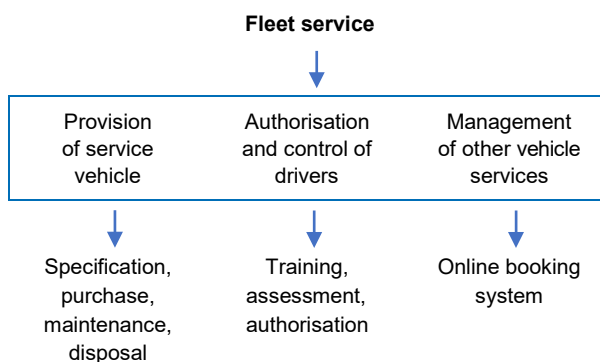 Fleet service
Provision
of service
vehicle
Authorisation
and control of
drivers
Management
of other vehicle
services
Specification,
purchase,
maintenance,
disposal
Training,
assessment,
authorisation
Online booking
system